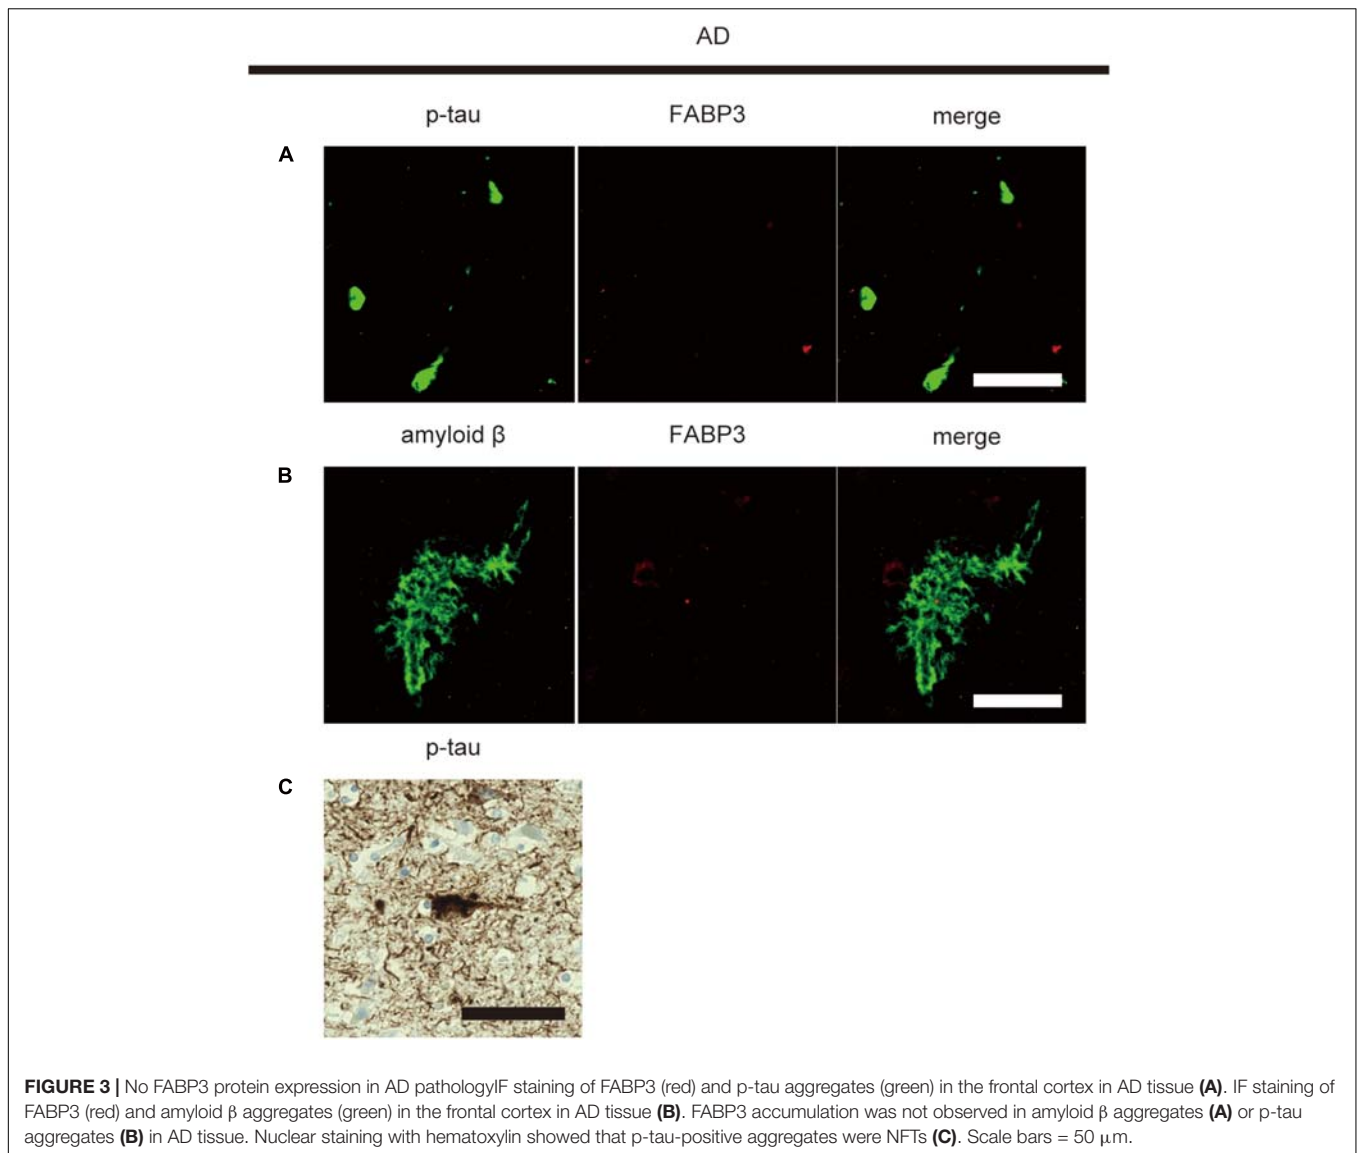 AD
p-tau FABP3 merge
A
amyloid β FABP3 merge
B
p-tau
C
FIGURE 3 | No FABP3 protein expression in AD pathologyIF staining of FABP3 (red) and p-tau aggregates (green) in the frontal cortex in AD tissue (A). IF staining of
FABP3 (red) and amyloid β aggregates (green) in the frontal cortex in AD tissue (B). FABP3 accumulation was not observed in amyloid β aggregates (A) or p-tau
aggregates (B) in AD tissue. Nuclear staining with hematoxylin showed that p-tau-positive aggregates were NFTs (C). Scale bars = 50 μm.